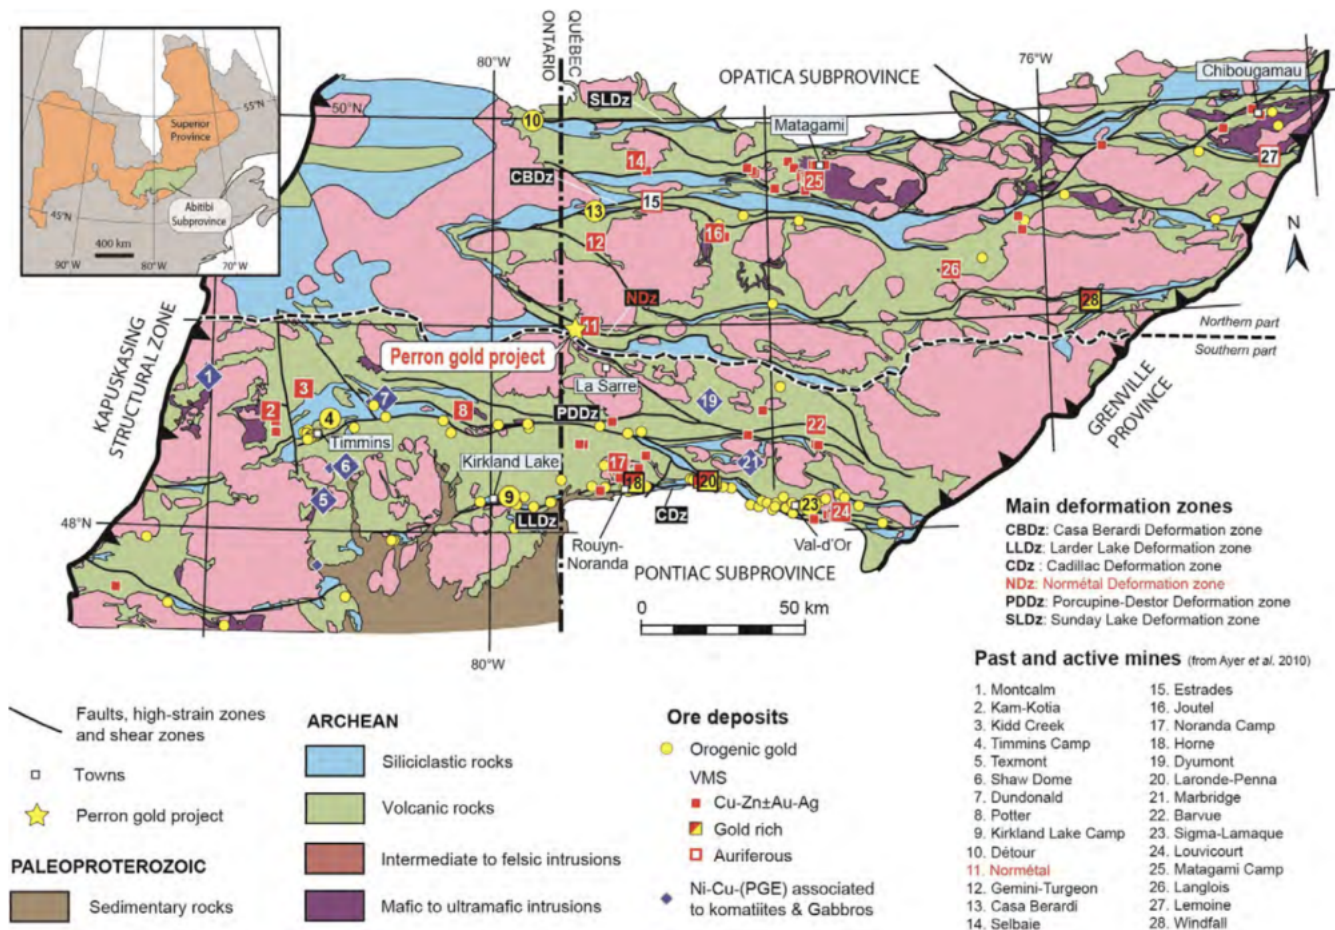 Superior
Province
55°N
Abitibi
Subprovince
45°N
400 km
90° W
80°W
70° W
80°W
ONTARIO
QUÉBEC
OPATICA SUBPROVINCE
76°W
Chibougamau
50°N
SLDz
10
Matagami
14
25
27
CBDz
15
13
12
16
N
26
NDz
28
11
Northern part
Southern part
Perron gold project
KAPUSKASING
STRUCTURAL ZONE
GRENVILLE
PROVINCE
1
La Sarre
3
7
19
2
4
8
PDDz
22
Timmins
6
Kirkland Lake
17
21
5
9
18
20
23
24
48°N
LLDz
CDz
Rouyn-
Noranda
Val-d'Or
PONTIAC SUBPROVINCE
0
50 km
80°W
Main deformation zones
CBDz: Casa Berardi Deformation zone
LLDz: Larder Lake Deformation zone
CDz : Cadillac Deformation zone
NDz: Normétal Deformation zone
PDDz: Porcupine-Destor Deformation zone
SLDz: Sunday Lake Deformation zone
Past and active mines (from Ayer et al. 2010)
1. Montcalm
2. Kam-Kotia
3. Kidd Creek
4. Timmins Camp
5. Texmont
6. Shaw Dome
7. Dundonald
8. Potter
9. Kirkland Lake Camp
10. Détour
11. Normétal
12. Gemini-Turgeon
13. Casa Berardi
14. Selbaie
15. Estrades
16. Joutel
17. Noranda Camp
18. Horne
19. Dyumont
20. Laronde-Penna
21. Marbridge
22. Barvue
23. Sigma-Lamaque
24. Louvicourt
25. Matagami Camp
26. Langlois
27. Lemoine
28. Windfall
Faults, high-strain zones
and shear zones
Towns
Perron gold project
PALEOPROTEROZOIC
Sedimentary rocks
ARCHEAN
Siliciclastic rocks
Volcanic rocks
Intermediate to felsic intrusions
Mafic to ultramafic intrusions
Ore deposits
Orogenic gold
VMS
Cu-Zn±Au-Ag
Gold rich
Auriferous
Ni-Cu-(PGE) associated
to komatiites & Gabbros